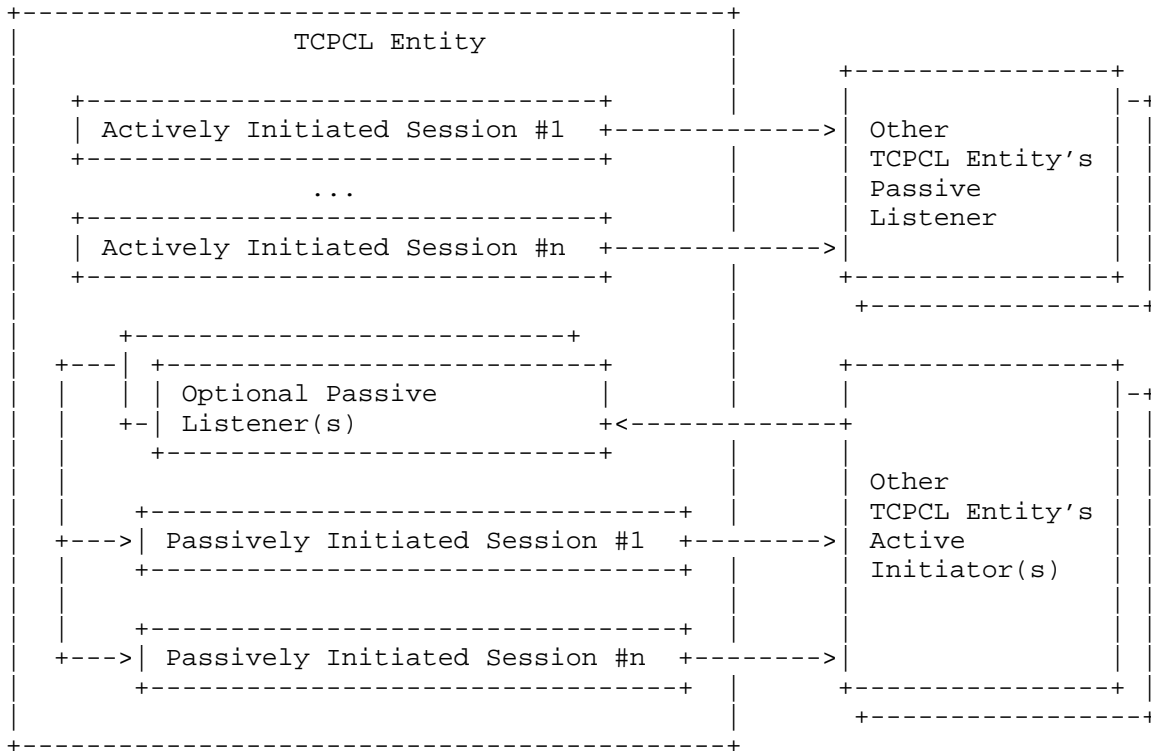 TCPCL Entity
Actively Initiated Session #1
Other
TCPCL Entity's
Passive
Listener
...
Actively Initiated Session #n
Optional Passive
Listener(s)
Other
TCPCL Entity's
Active
Initiator(s)
Passively Initiated Session #1
Passively Initiated Session #n